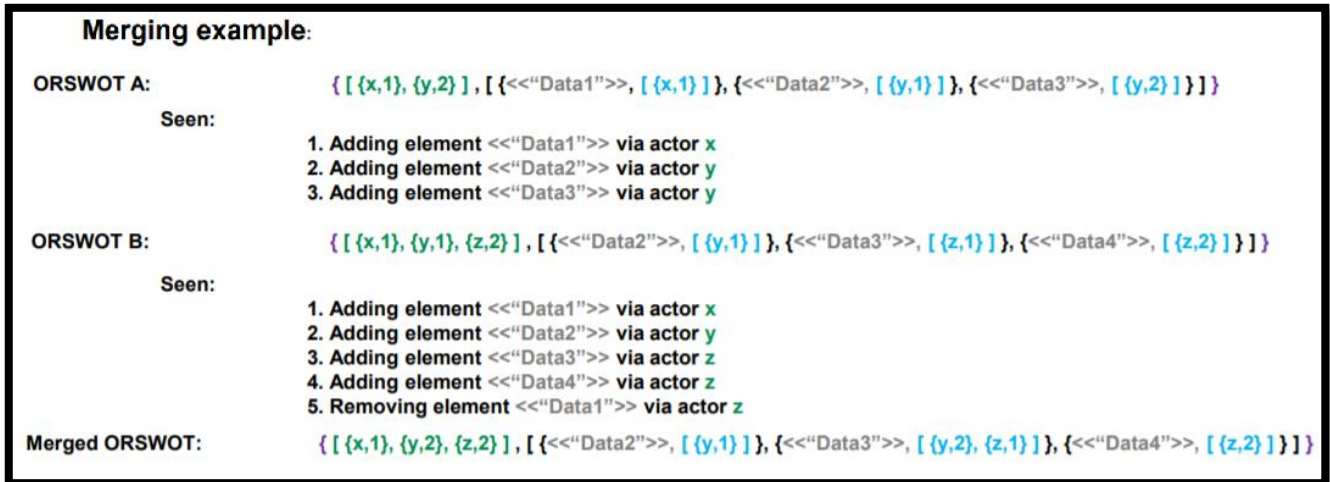 Merging example:
ORSWOT A: { [ {x,1}, {y,2} ] , [ {<<“Data1”>>, [ {x,1} ] }, {<<“Data2”>>, [ {y,1} ] }, {<<“Data3”>>, [ {y,2} ] } ] }
Seen:
1. Adding element <<“Data1”>> via actor x
2. Adding element <<“Data2”>> via actor y
3. Adding element <<“Data3”>> via actor y
ORSWOT B: { [ {x,1}, {y,1}, {z,2} ] , [ {<<“Data2”>>, [ {y,1} ] }, {<<“Data3”>>, [ {z,1} ] }, {<<“Data4”>>, [ {z,2} ] } ] }
Seen:
1. Adding element <<“Data1”>> via actor x
2. Adding element <<“Data2”>> via actor y
3. Adding element <<“Data3”>> via actor z
4. Adding element <<“Data4”>> via actor z
5. Removing element <<“Data1”>> via actor z
Merged ORSWOT: { [ {x,1}, {y,2}, {z,2} ] , [ {<<“Data2”>>, [ {y,1} ] }, {<<“Data3”>>, [ {y,2}, {z,1} ] }, {<<“Data4”>>, [ {z,2} ] } ] }